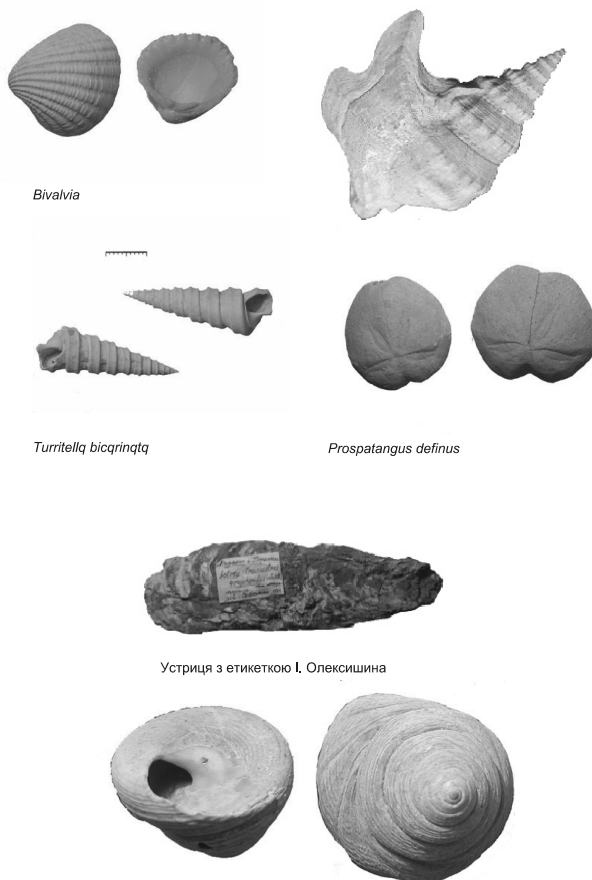 Bivalvia
Turritellq bicqrinqtq
Prospatangus definus
Устриця з етикеткою І. Олексишина